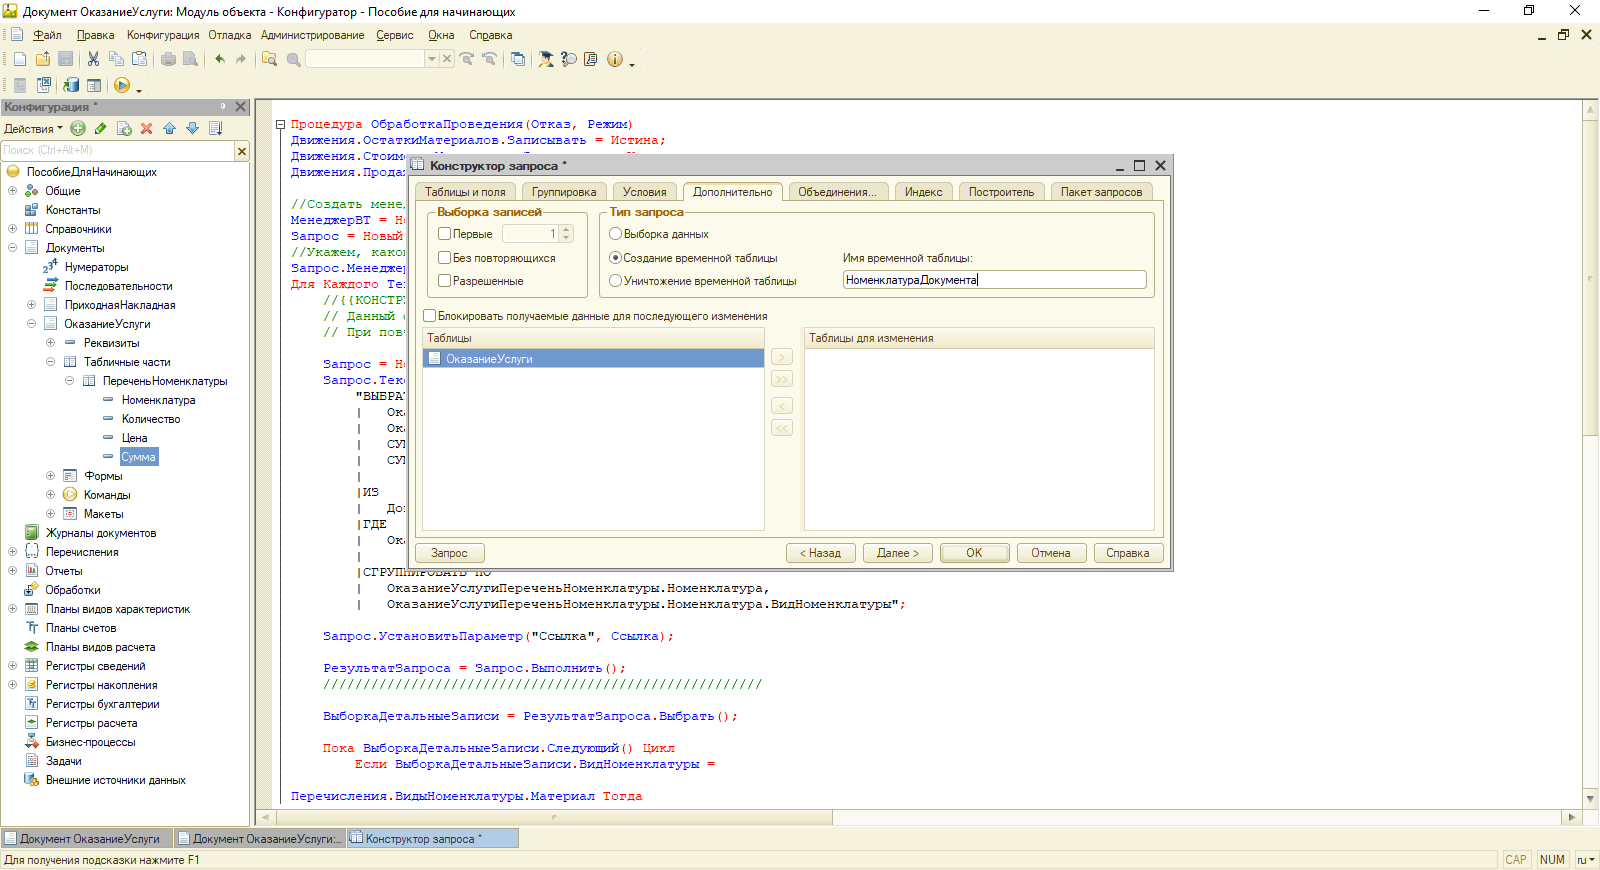 Документ ОказаниеУслуги: Модуль объекта - Конфигуратор - Пособие для начинающих
Файл Правка Конфигурация Отладка Администрирование Сервис Окна Справка
Конфигурация *
Действия
Поиск (Ctrl+Alt+M)
ПособиеДляНачинающих
Общие
Константы
Справочники
Документы
Нумераторы
Последовательности
ПриходнаяНакладная
ОказаниеУслуги
Реквизиты
Табличные части
ПереченьНоменклатуры
Номенклатура
Количество
Цена
Сумма
Формы
Команды
Макеты
Журналы документов
Перечисления
Отчеты
Обработки
Планы видов характеристик
Планы счетов
Планы видов расчета
Регистры сведений
Регистры накопления
Регистры бухгалтерии
Регистры расчета
Бизнес-процессы
Задачи
Внешние источники данных
Процедура ОбработкаПроведения(Отказ, Режим)
Движения.ОстаткиМатериалов.Записывать = Истина;
//Создать
МенеджерВТ =
Запрос = Новый
//Укажем,
Для Каждого
// Данный
// При
Запрос =
|
|
|
|
|
|ИЗ
|
|ГДЕ
|
|
|СГРУППИРОВАТЬ ПО
| ОказаниеУслугиПереченьНоменклатуры.Номенклатура,
| ОказаниеУслугиПереченьНоменклатуры.Номенклатура.ВидНоменклатуры";
Запрос.УстановитьПараметр("Ссылка", Ссылка);
РезультатЗапроса = Запрос.Выполнить();
///////////////////////////////////////////////////////
ВыборкаДетальныеЗаписи = РезультатЗапроса.Выбрать();
Пока ВыборкаДетальныеЗаписи.Следующий() Цикл
Если ВыборкаДетальныеЗаписи.ВидНоменклатуры =
Перечисления.ВидыНоменклатуры.Материал Тогда
Конструктор запроса *
Таблицы и поля Группировка Условия Дополнительно Объединения... Индекс Построитель Пакет запросов
Выборка записей
Первые 1
Без повторяющихся
Разрешенные
Тип запроса
Выборка данных
Создание временной таблицы
Уничтожение временной таблицы
Имя временной таблицы:
НоменклатураДокумента
Блокировать получаемые данные для последующего изменения
Таблицы
ОказаниеУслуги
>
>>
<
<<
Таблицы для изменения
Запрос < Назад Далее > OK Отмена Справка
Документ ОказаниеУслуги Документ ОказаниеУслуги:... Конструктор запроса *
Для получения подсказки нажмите F1
CAP NUM ru